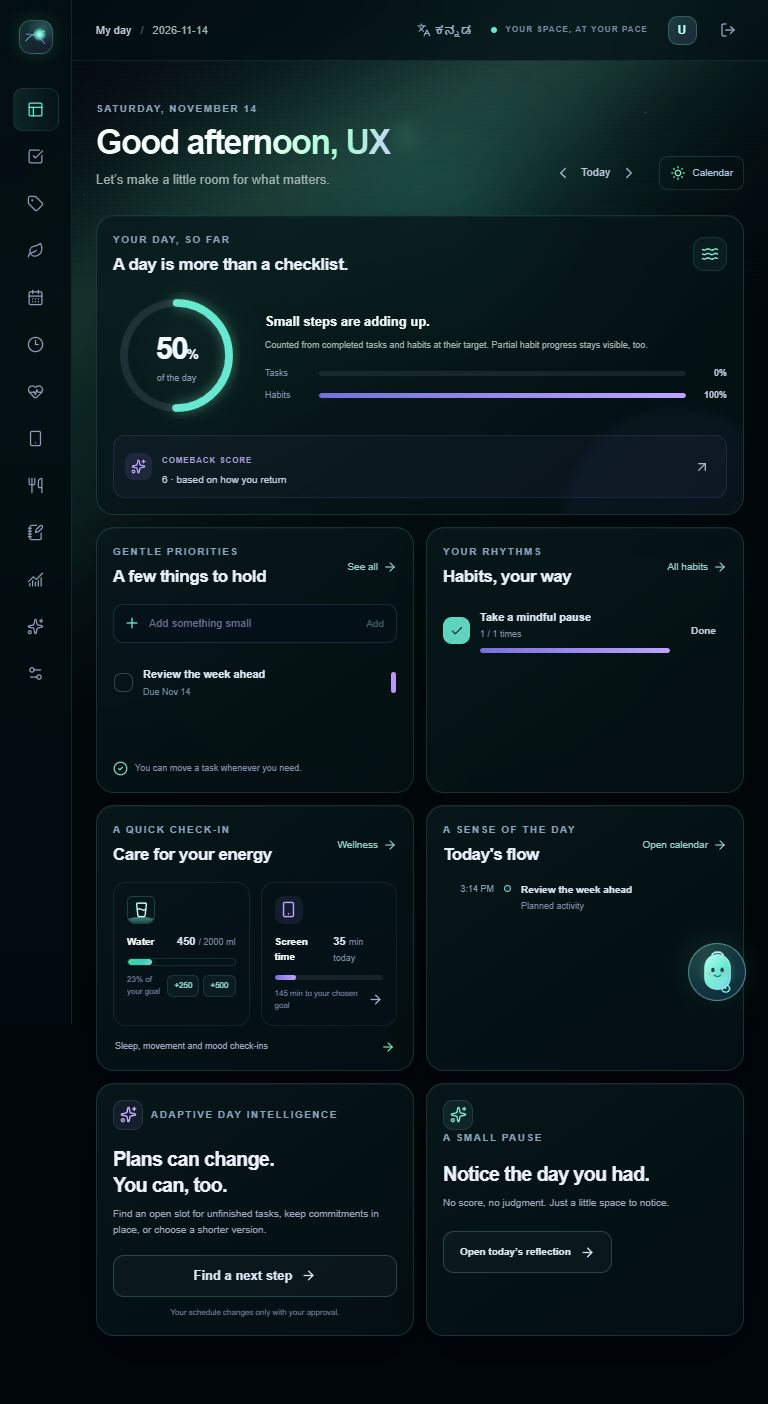 My day / 2026-11-14
ಕನ್ನಡ
YOUR SPACE, AT YOUR PACE
U
SATURDAY, NOVEMBER 14
Good afternoon, UX
Let's make a little room for what matters.
Today
Calendar
YOUR DAY, SO FAR
A day is more than a checklist.
50%
of the day
Small steps are adding up.
Counted from completed tasks and habits at their target. Partial habit progress stays visible, too.
Tasks 0%
Habits 100%
COMEBACK SCORE
6 · based on how you return
GENTLE PRIORITIES
A few things to hold
See all
Add something small Add
Review the week ahead
Due Nov 14
You can move a task whenever you need.
YOUR RHYTHMS
Habits, your way
All habits
Take a mindful pause
1 / 1 times
Done
A QUICK CHECK-IN
Care for your energy
Wellness
Water 450 / 2000 ml
23% of
your goal
+250 +500
Screen
time
35 min
today
145 min to your chosen
goal
Sleep, movement and mood check-ins
A SENSE OF THE DAY
Today's flow
Open calendar
3:14 PM Review the week ahead
Planned activity
ADAPTIVE DAY INTELLIGENCE
Plans can change.
You can, too.
Find an open slot for unfinished tasks, keep commitments in
place, or choose a shorter version.
Find a next step
Your schedule changes only with your approval.
A SMALL PAUSE
Notice the day you had.
No score, no judgment. Just a little space to notice.
Open today's reflection